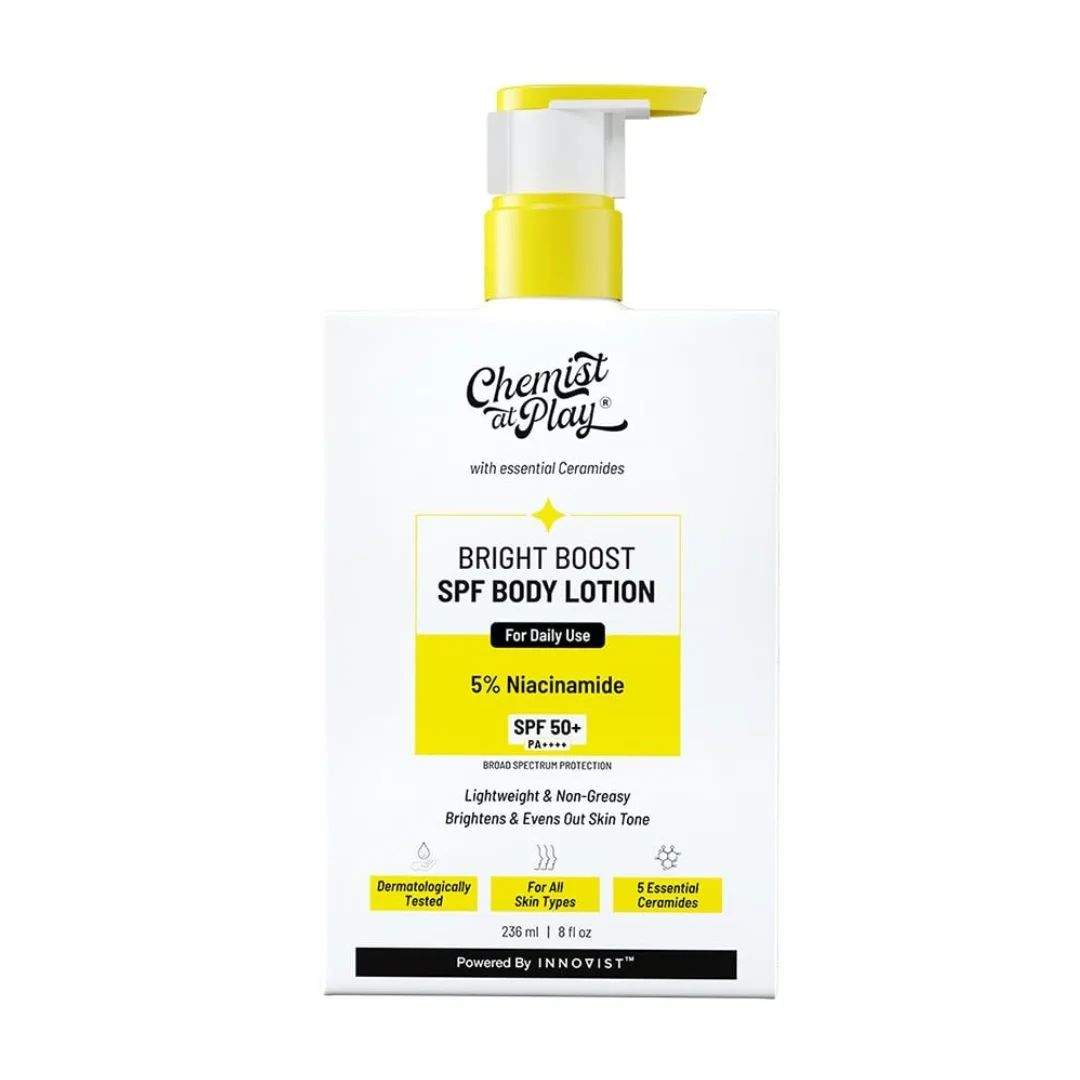 Chemist
at Play®
with essential Ceramides
BRIGHT BOOST
SPF BODY LOTION
For Daily Use
5% Niacinamide
SPF 50+
PA++++
BROAD SPECTRUM PROTECTION
Lightweight & Non-Greasy
Brightens & Evens Out Skin Tone
Dermatologically
Tested
For All
Skin Types
5 Essential
Ceramides
236 ml | 8 fl oz
Powered By INNOVIST™